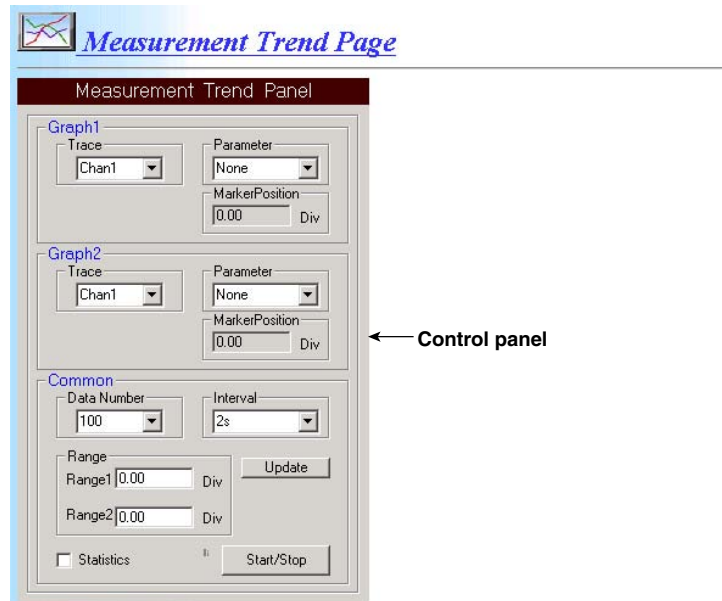 Measurement Trend Page
Measurement Trend Panel
Graph1
Trace
Parameter
Chan1
None
MarkerPosition
0.00 Div
Graph2
Trace
Parameter
Chan1
None
MarkerPosition
0.00 Div
Control panel
Common
Data Number
Interval
100
2s
Range
Range1 0.00 Div
Update
Range2 0.00 Div
Statistics
Start/Stop